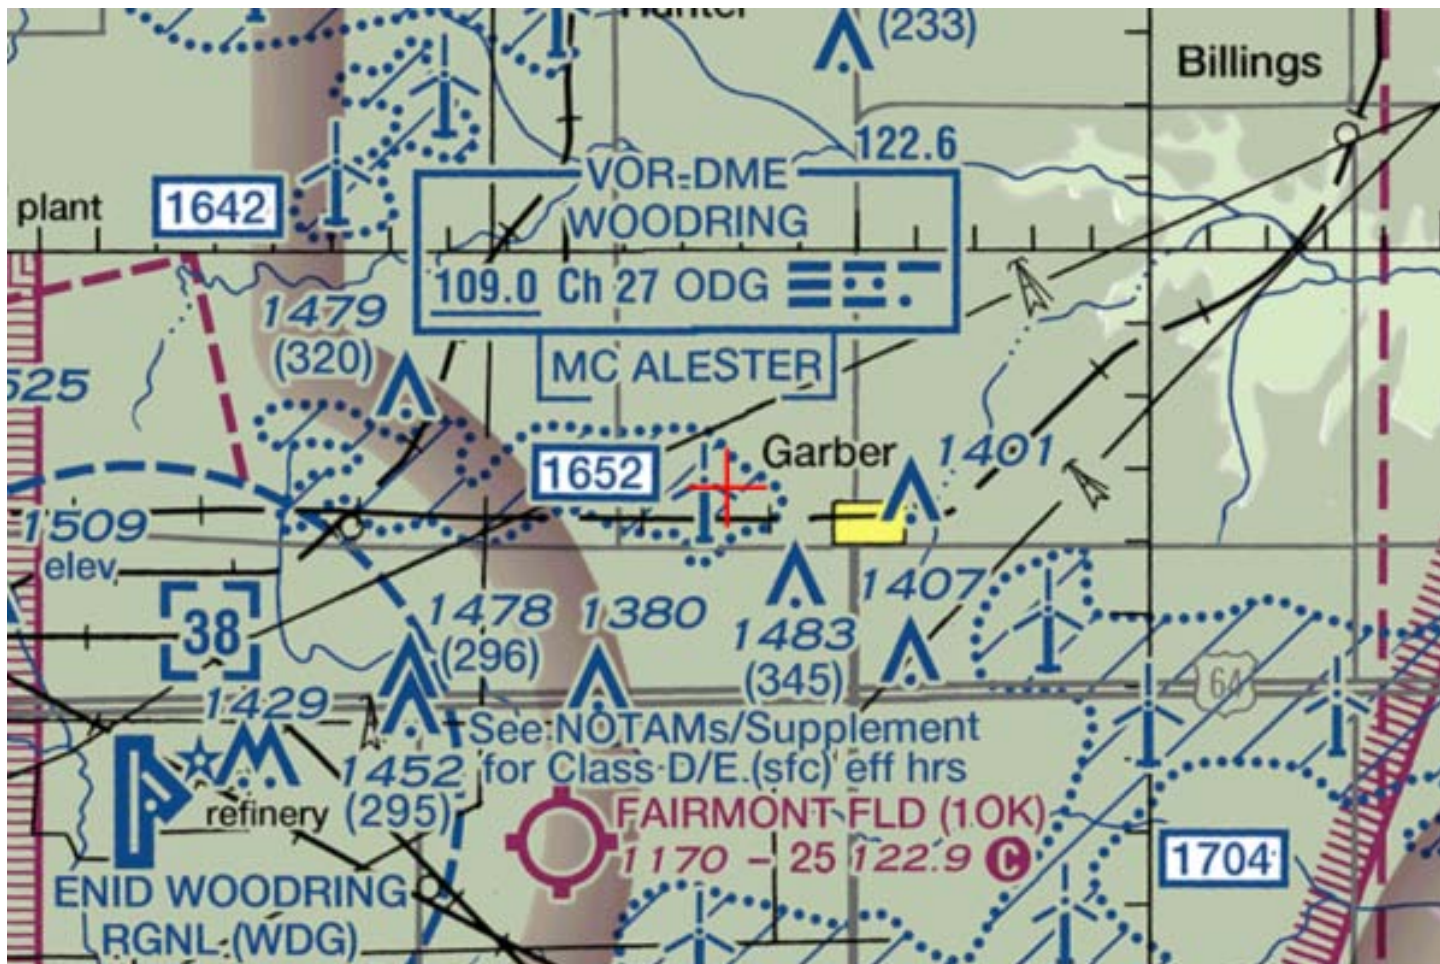 Hunter
(233)
Billings
122.6
VOR-DME
WOODRING
109.0 Ch 27 ODG
MC ALESTER
plant
1642
1479
(320)
525
1652
Garber
1401
1509
elev
38
1478
(296)
1380
1483
(345)
1407
64
1429
1452
(295)
refinery
See NOTAMs/Supplement
for Class D/E (sfc) eff hrs
FAIRMONT FLD (1OK)
1170 - 25 122.9 C
1704
ENID WOODRING
RGNL (WDG)